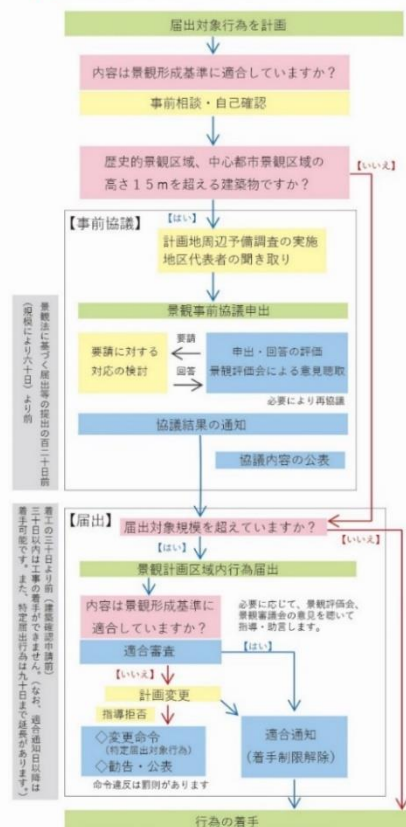 届出対象行為を計画
内容は景観形成基準に適合していますか？
事前相談・自己確認
歴史的景観区域、中心都市景観区域の
高さ１５ｍを超える建築物ですか？
【いいえ】
【はい】
【事前協議】
計画地周辺予備調査の実施
地区代表者の聞き取り
景観事前協議申出
要請に対する
対応の検討
要請
回答
申出・回答の評価
景観評価会による意見聴取
必要により再協議
協議結果の通知
協議内容の公表
景観法に基づく届出等の提出の百二十日前
（規模により六十日）より前
【届出】
届出対象規模を超えていますか？
【いいえ】
【はい】
景観計画区域内行為届出
内容は景観形成基準に
適合していますか？
適合審査
必要に応じて、景観評価会、
景観審議会の意見を聴いて
指導・助言します。
【はい】
【いいえ】
計画変更
指導拒否
◇変更命令
（特定届出対象行為）
◇勧告・公表
命令違反は罰則があります
適合通知
（着手制限解除）
着工の三十日より前（建築確認申請前）
三十日以内は工事の着手ができません。（なお、適合通知日以降は
着手可能です。また、特定届出行為は九十日まで延長があります。）
行為の着手